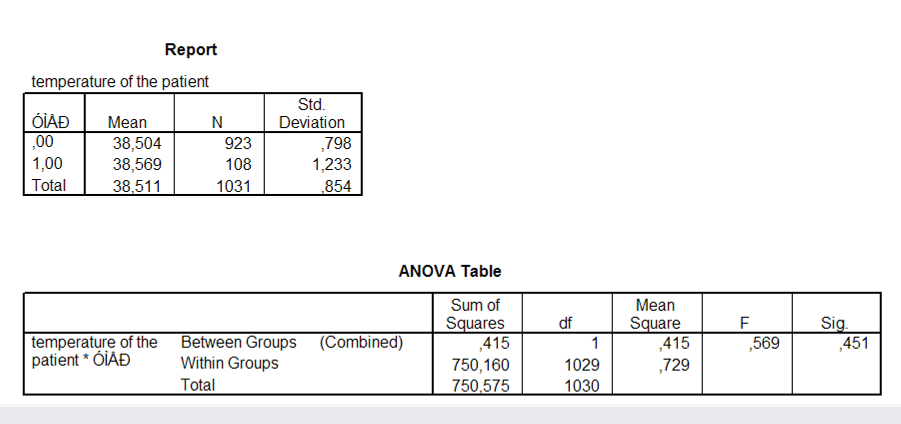 Report
temperature of the patient
ÓÌÂÐ Mean N Std. Deviation
,00 38,504 923 ,798
1,00 38,569 108 1,233
Total 38,511 1031 ,854
ANOVA Table
Sum of Squares df Mean Square F Sig.
temperature of the patient * ÓÌÂÐ Between Groups (Combined) ,415 1 ,415 ,569 ,451
Within Groups 750,160 1029 ,729
Total 750,575 1030